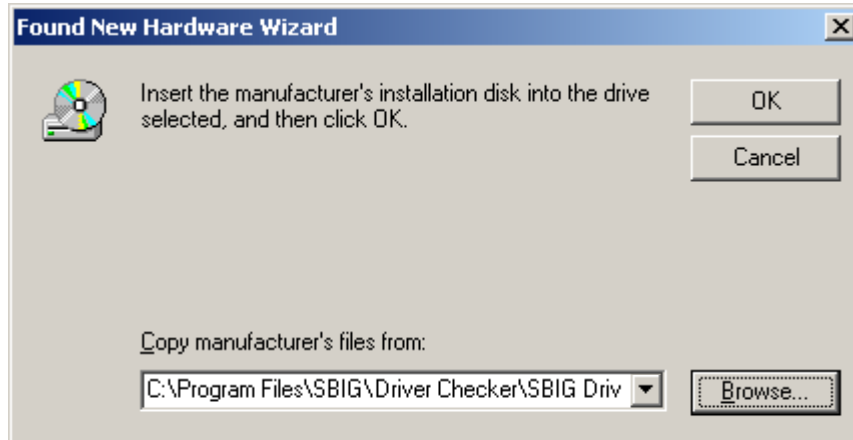 Found New Hardware Wizard
Insert the manufacturer's installation disk into the drive
selected, and then click OK.
OK
Cancel
Copy manufacturer's files from:
C:\Program Files\SBIG\Driver Checker\SBIG Driv
Browse...